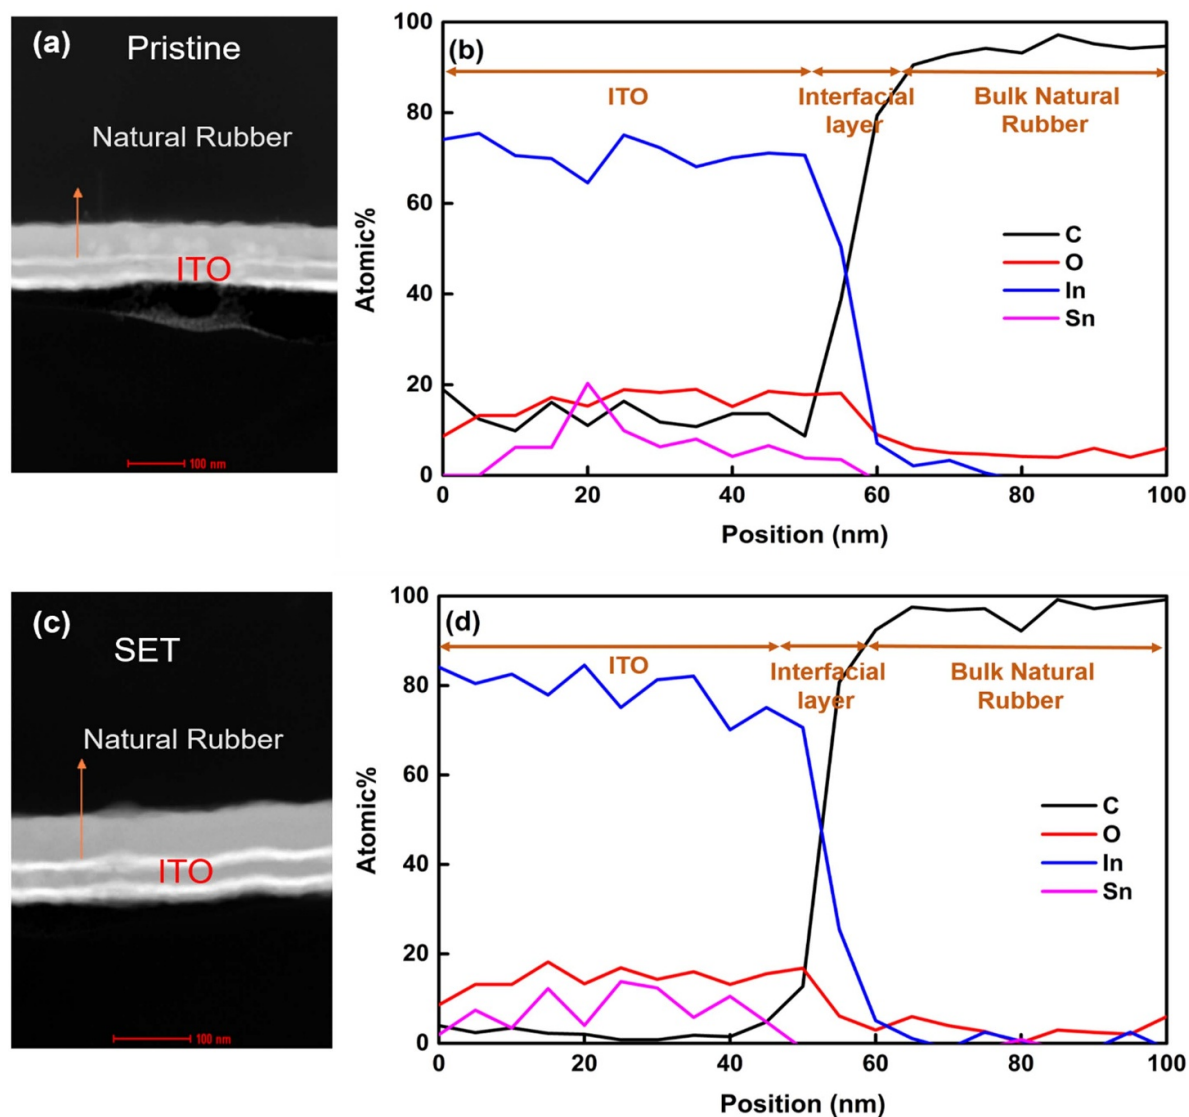 (a) Pristine
Natural Rubber
ITO
100 nm
(b)
ITO
Interfacial
layer
Bulk Natural
Rubber
C
O
In
Sn
Atomic%
100
80
60
40
20
0
0 20 40 60 80 100
Position (nm)
(c)
SET
Natural Rubber
ITO
100 nm
(d)
ITO
Interfacial
layer
Bulk Natural
Rubber
C
O
In
Sn
Atomic%
100
80
60
40
20
0
0 20 40 60 80 100
Position (nm)